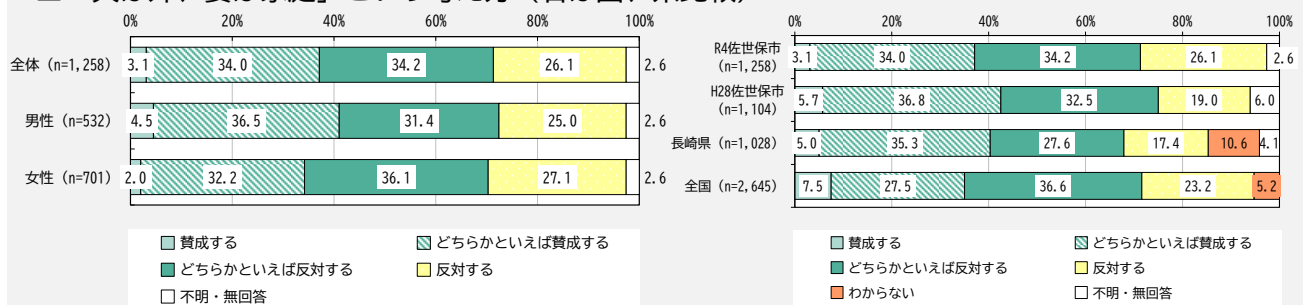 0% 20% 40% 60% 80% 100%
全体（n=1,258） 3.1 34.0 34.2 26.1 2.6
男性（n=532） 4.5 36.5 31.4 25.0 2.6
女性（n=701） 2.0 32.2 36.1 27.1 2.6
賛成する どちらかといえば賛成する
どちらかといえば反対する 反対する
不明・無回答
0% 20% 40% 60% 80% 100%
R4佐世保市
（n=1,258） 3.1 34.0 34.2 26.1 2.6
H28佐世保市
（n=1,104） 5.7 36.8 32.5 19.0 6.0
長崎県（n=1,028） 5.0 35.3 27.6 17.4 10.6 4.1
全国（n=2,645） 7.5 27.5 36.6 23.2 5.2
賛成する どちらかといえば賛成する
どちらかといえば反対する 反対する
わからない 不明・無回答